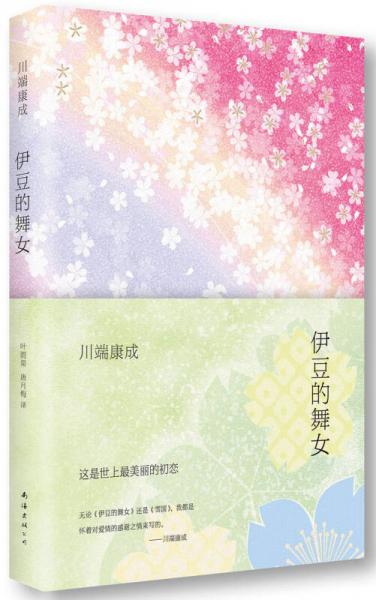 川端康成
伊豆的舞女
叶渭渠 唐月梅 译
南海出版公司
川端康成
伊豆的舞女
这是世上最美丽的初恋
无论《伊豆的舞女》还是《雪国》，我都是
怀着对爱情的感谢之情来写的。
——川端康成